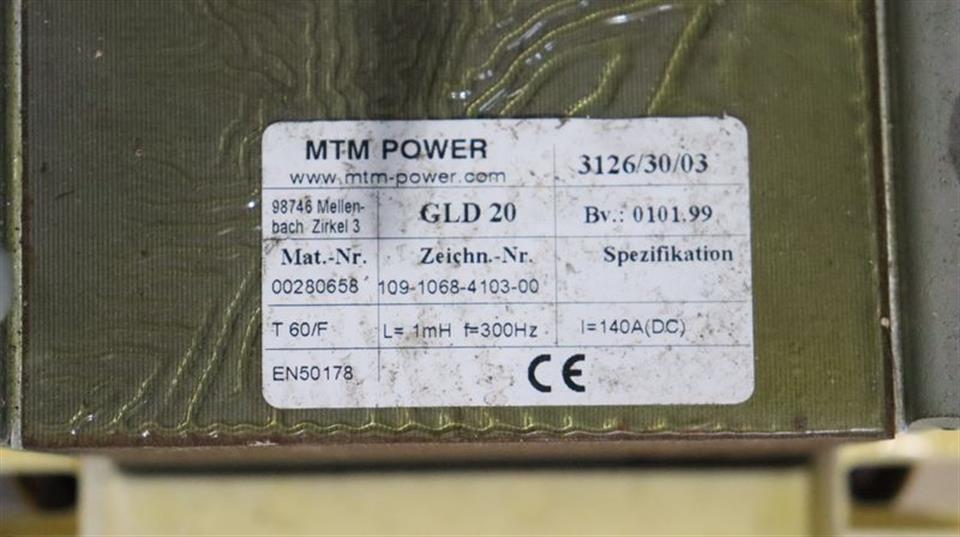 MTM POWER
www.mtm-power.com
3126/30/03
98746 Mellen-
bach Zirkel 3
GLD 20
Bv.: 0101.99
Mat.-Nr.
Zeichn.-Nr.
Spezifikation
00280658
109-1068-4103-00
T 60/F
L= 1mH f=300Hz
I=140A(DC)
EN50178
CE